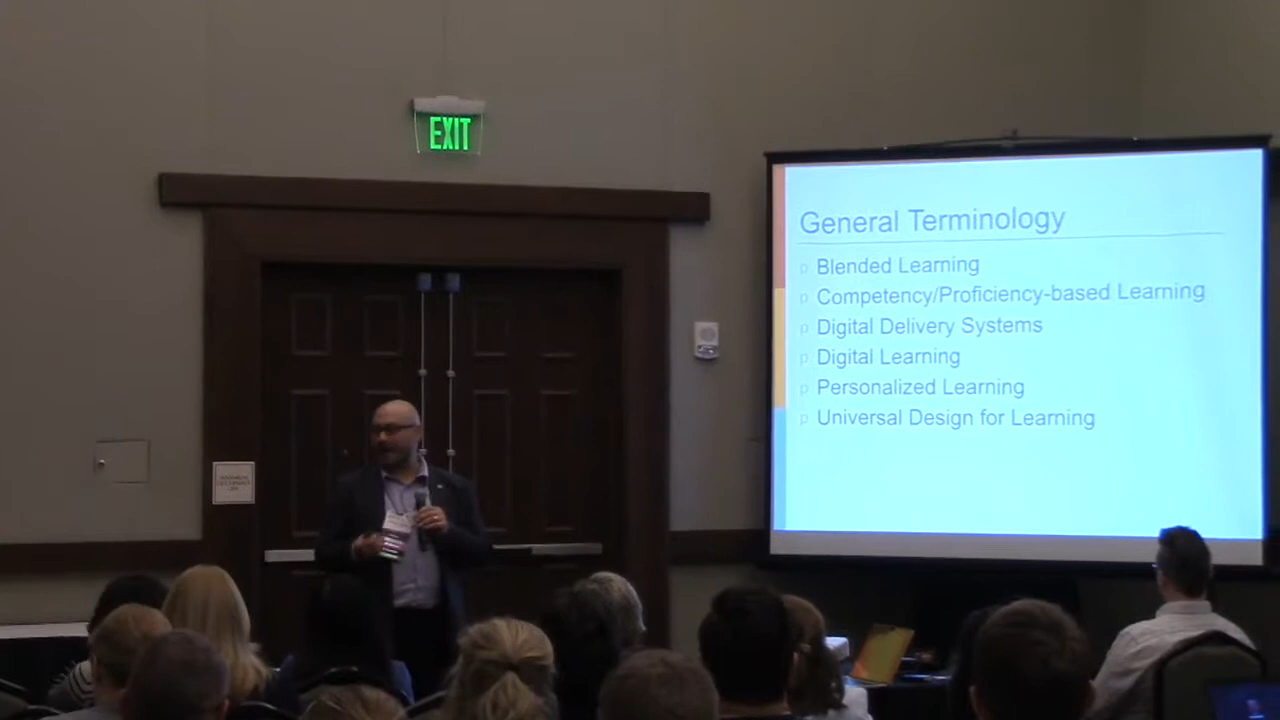 EXIT
General Terminology
p Blended Learning
p Competency/Proficiency-based Learning
p Digital Delivery Systems
p Digital Learning
p Personalized Learning
p Universal Design for Learning